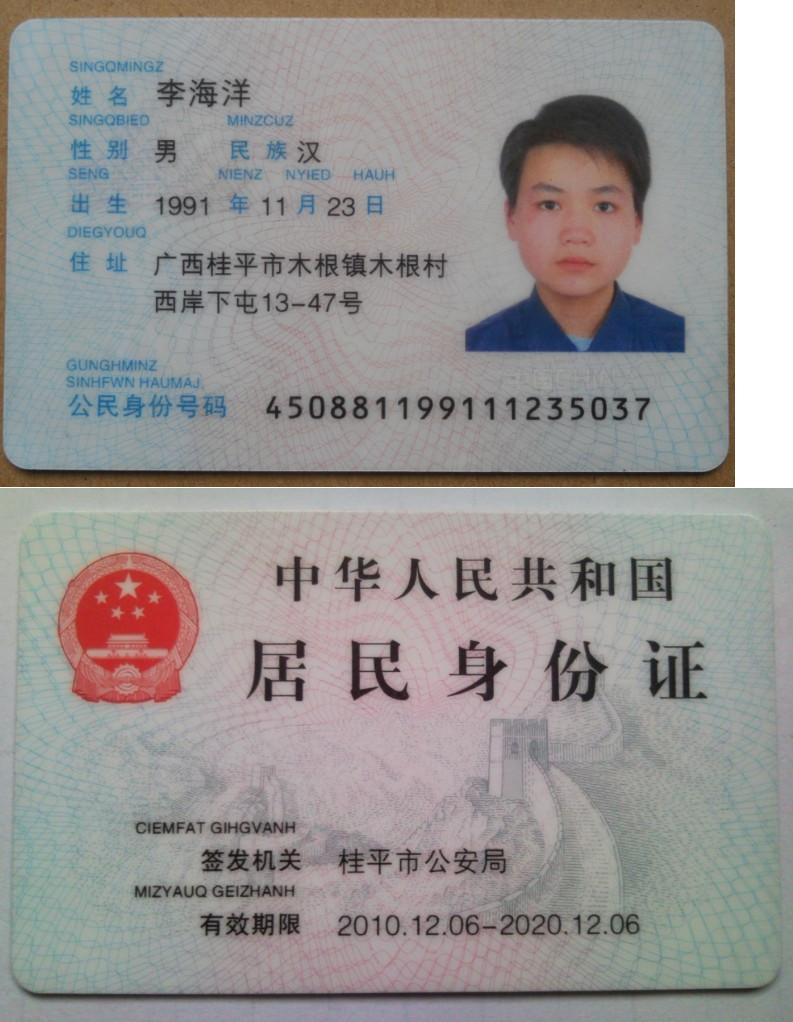 SINGQMINGZ
姓名 李海洋
SINGQBIED MINZCUZ
性别 男 民族 汉
SENG NIENZ NYIED HAUH
出生 1991 年 11 月 23 日
DIEGYOUQ
住址 广西桂平市木根镇木根村
西岸下屯13-47号
GUNGHMINZ
SINHFWN HAUMAJ
公民身份号码 450881199111235037
中华人民共和国
居民身份证
CIEMFAT GIHGVANH
签发机关 桂平市公安局
MIZYAUQ GEIZHANH
有效期限 2010.12.06-2020.12.06